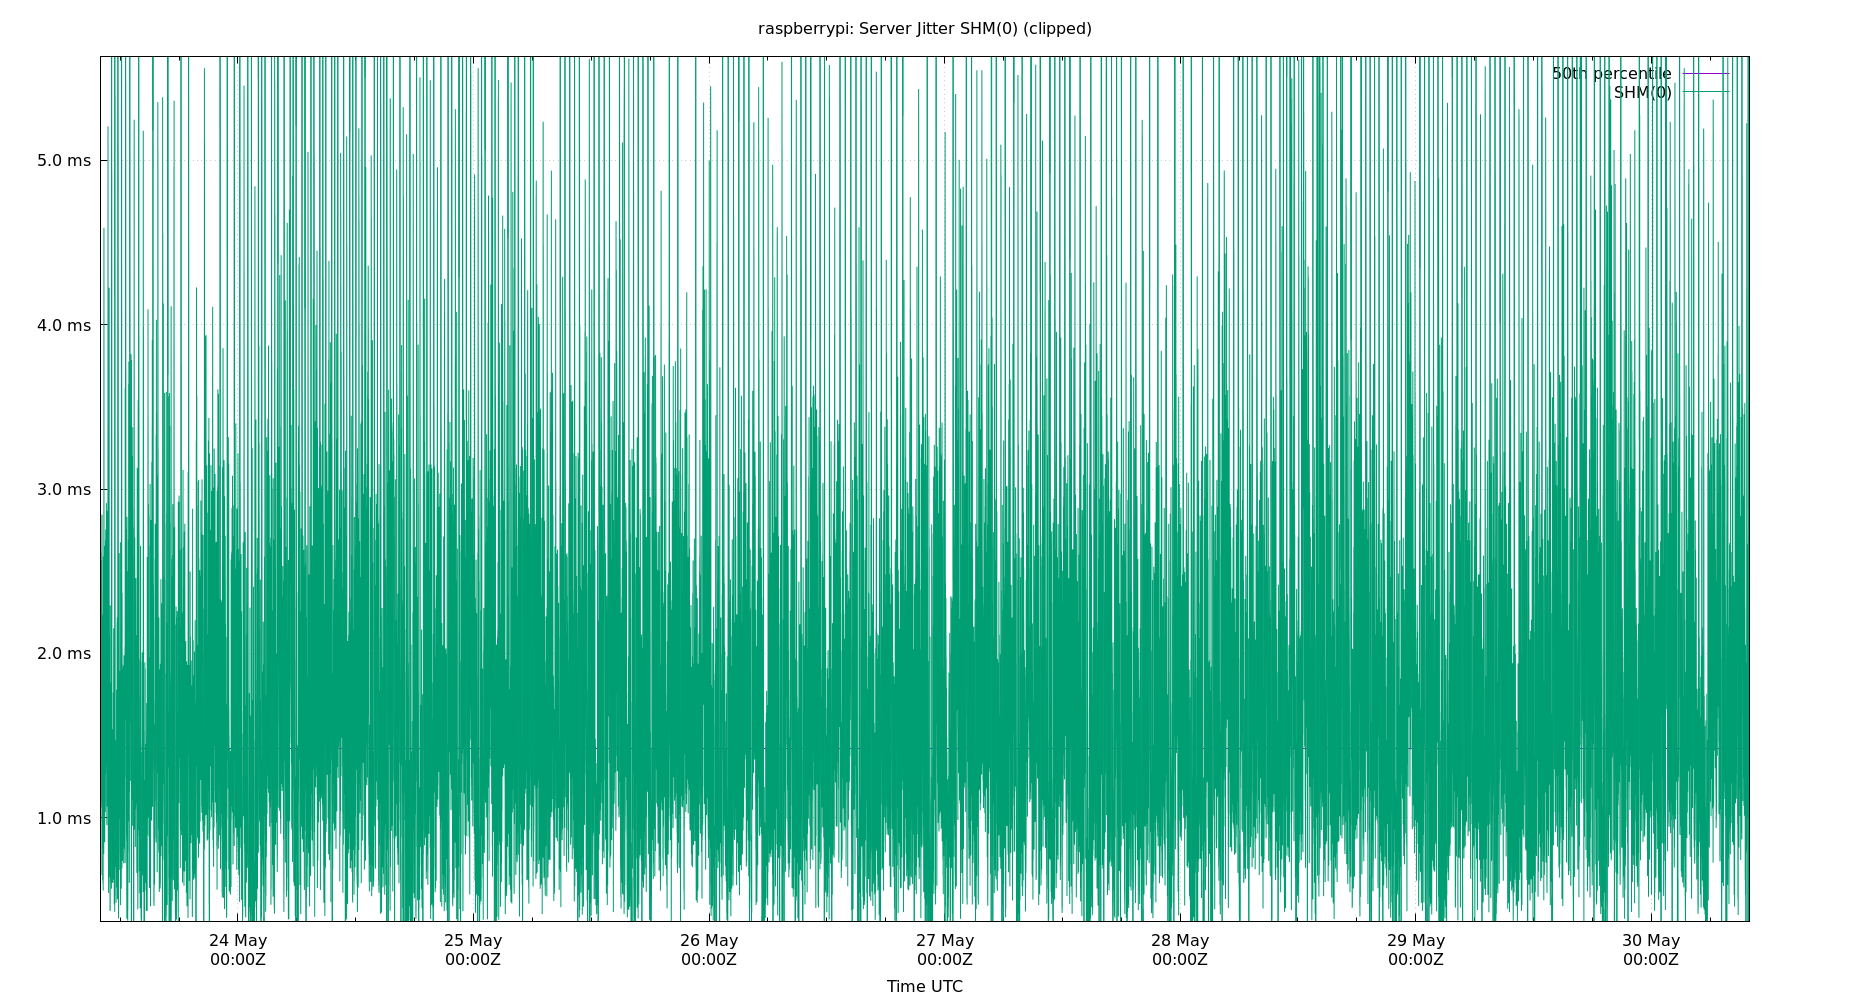 raspberrypi: Server Jitter SHM(0) (clipped)
50th percentile
SHM(0)
5.0 ms
4.0 ms
3.0 ms
2.0 ms
1.0 ms
24 May 25 May 26 May 27 May 28 May 29 May 30 May
00:00Z 00:00Z 00:00Z 00:00Z 00:00Z 00:00Z 00:00Z
Time UTC